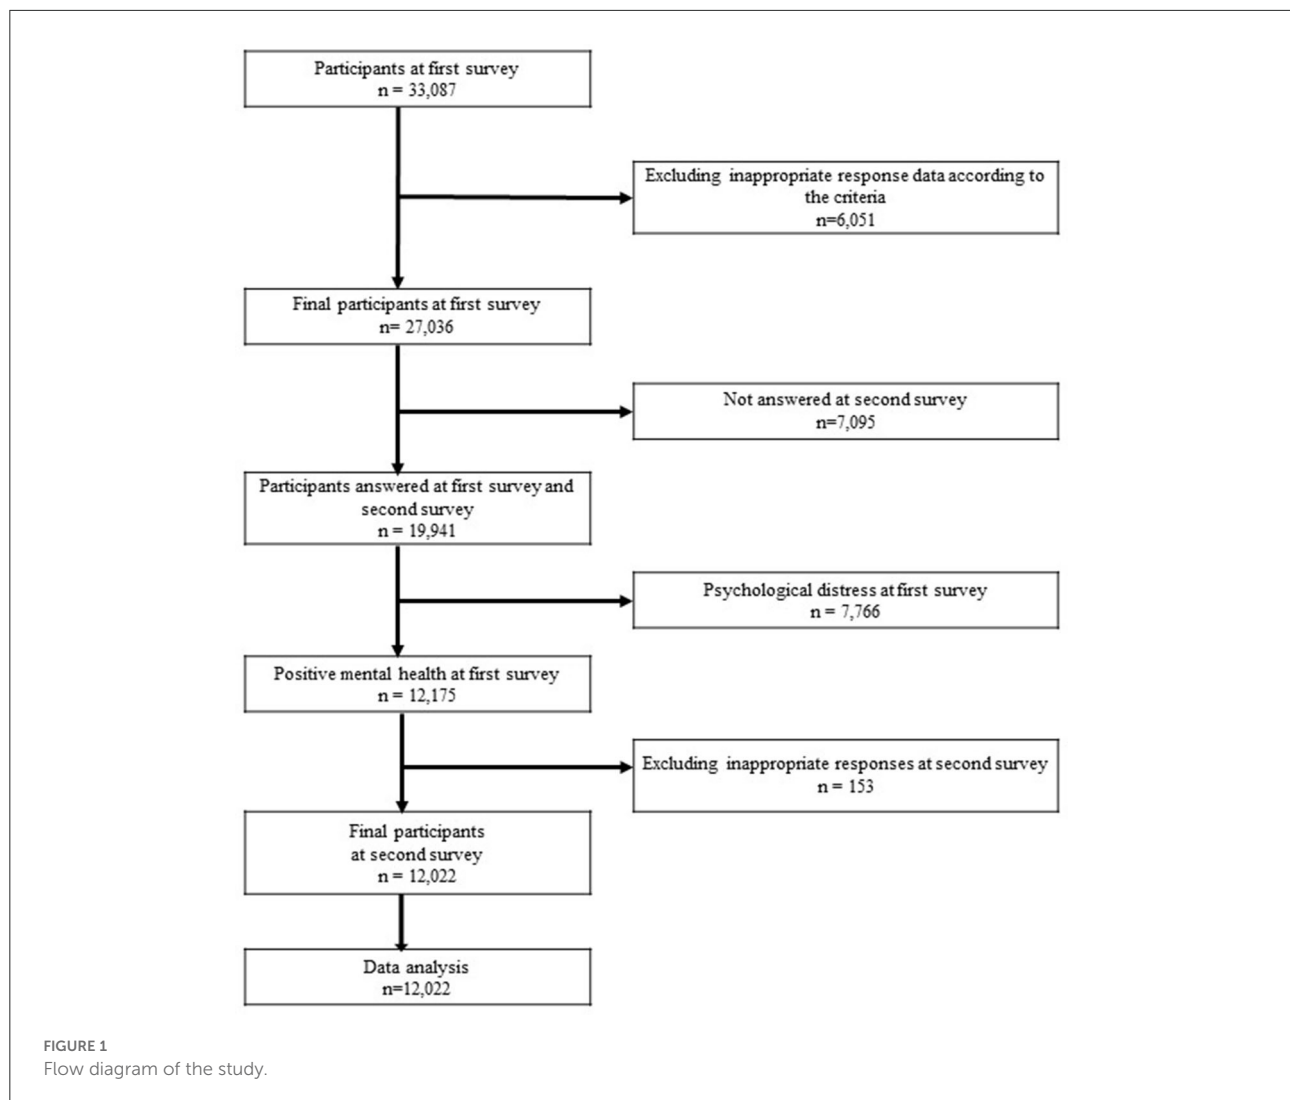 Participants at first survey
n = 33,087
Excluding inappropriate response data according to
the criteria
n=6,051
Final participants at first survey
n= 27,036
Not answered at second survey
n=7,095
Participants answered at first survey and
second survey
n = 19,941
Psychological distress at first survey
n = 7,766
Positive mental health at first survey
n = 12,175
Excluding inappropriate responses at second survey
n = 153
Final participants
at second survey
n = 12,022
Data analysis
n=12,022
FIGURE 1
Flow diagram of the study.